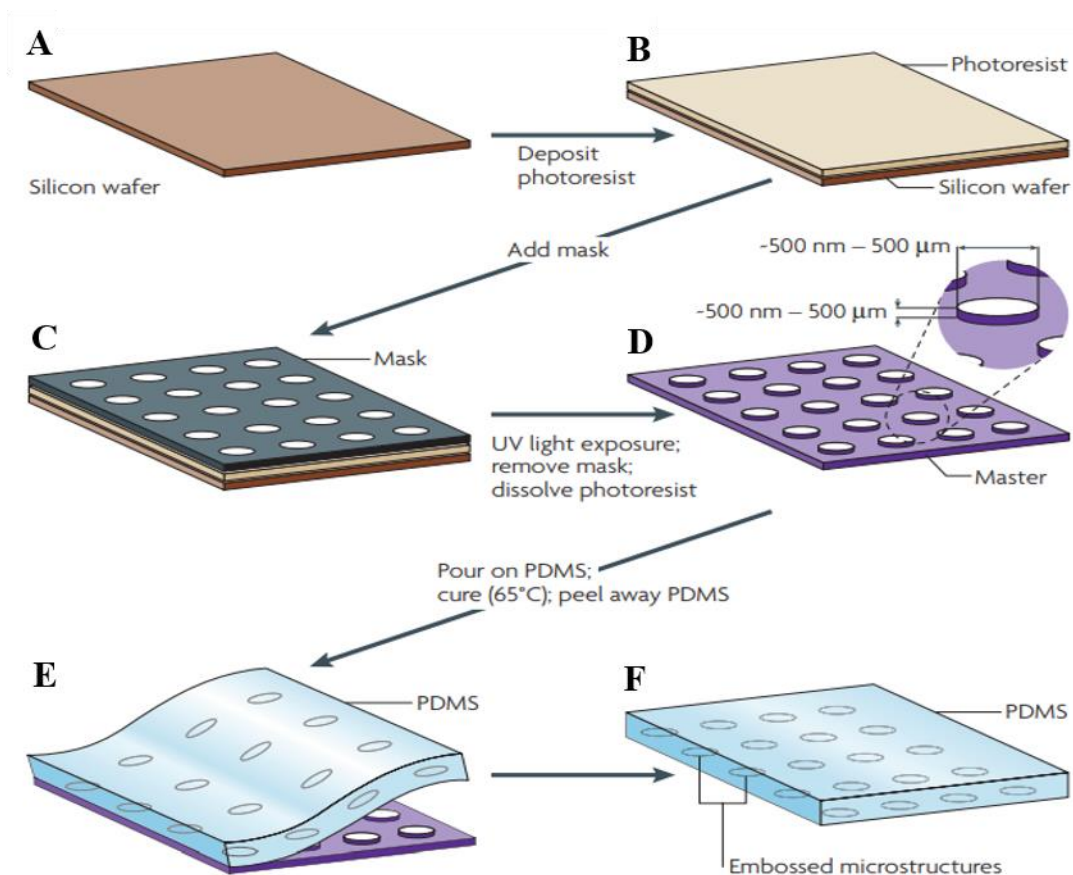 A
Silicon wafer
Deposit
photoresist
B
Photoresist
Silicon wafer
Add mask
C
Mask
UV light exposure;
remove mask;
dissolve photoresist
D
~500 nm – 500 μm
~500 nm – 500 μm
Master
Pour on PDMS;
cure (65°C); peel away PDMS
E
PDMS
F
PDMS
Embossed microstructures